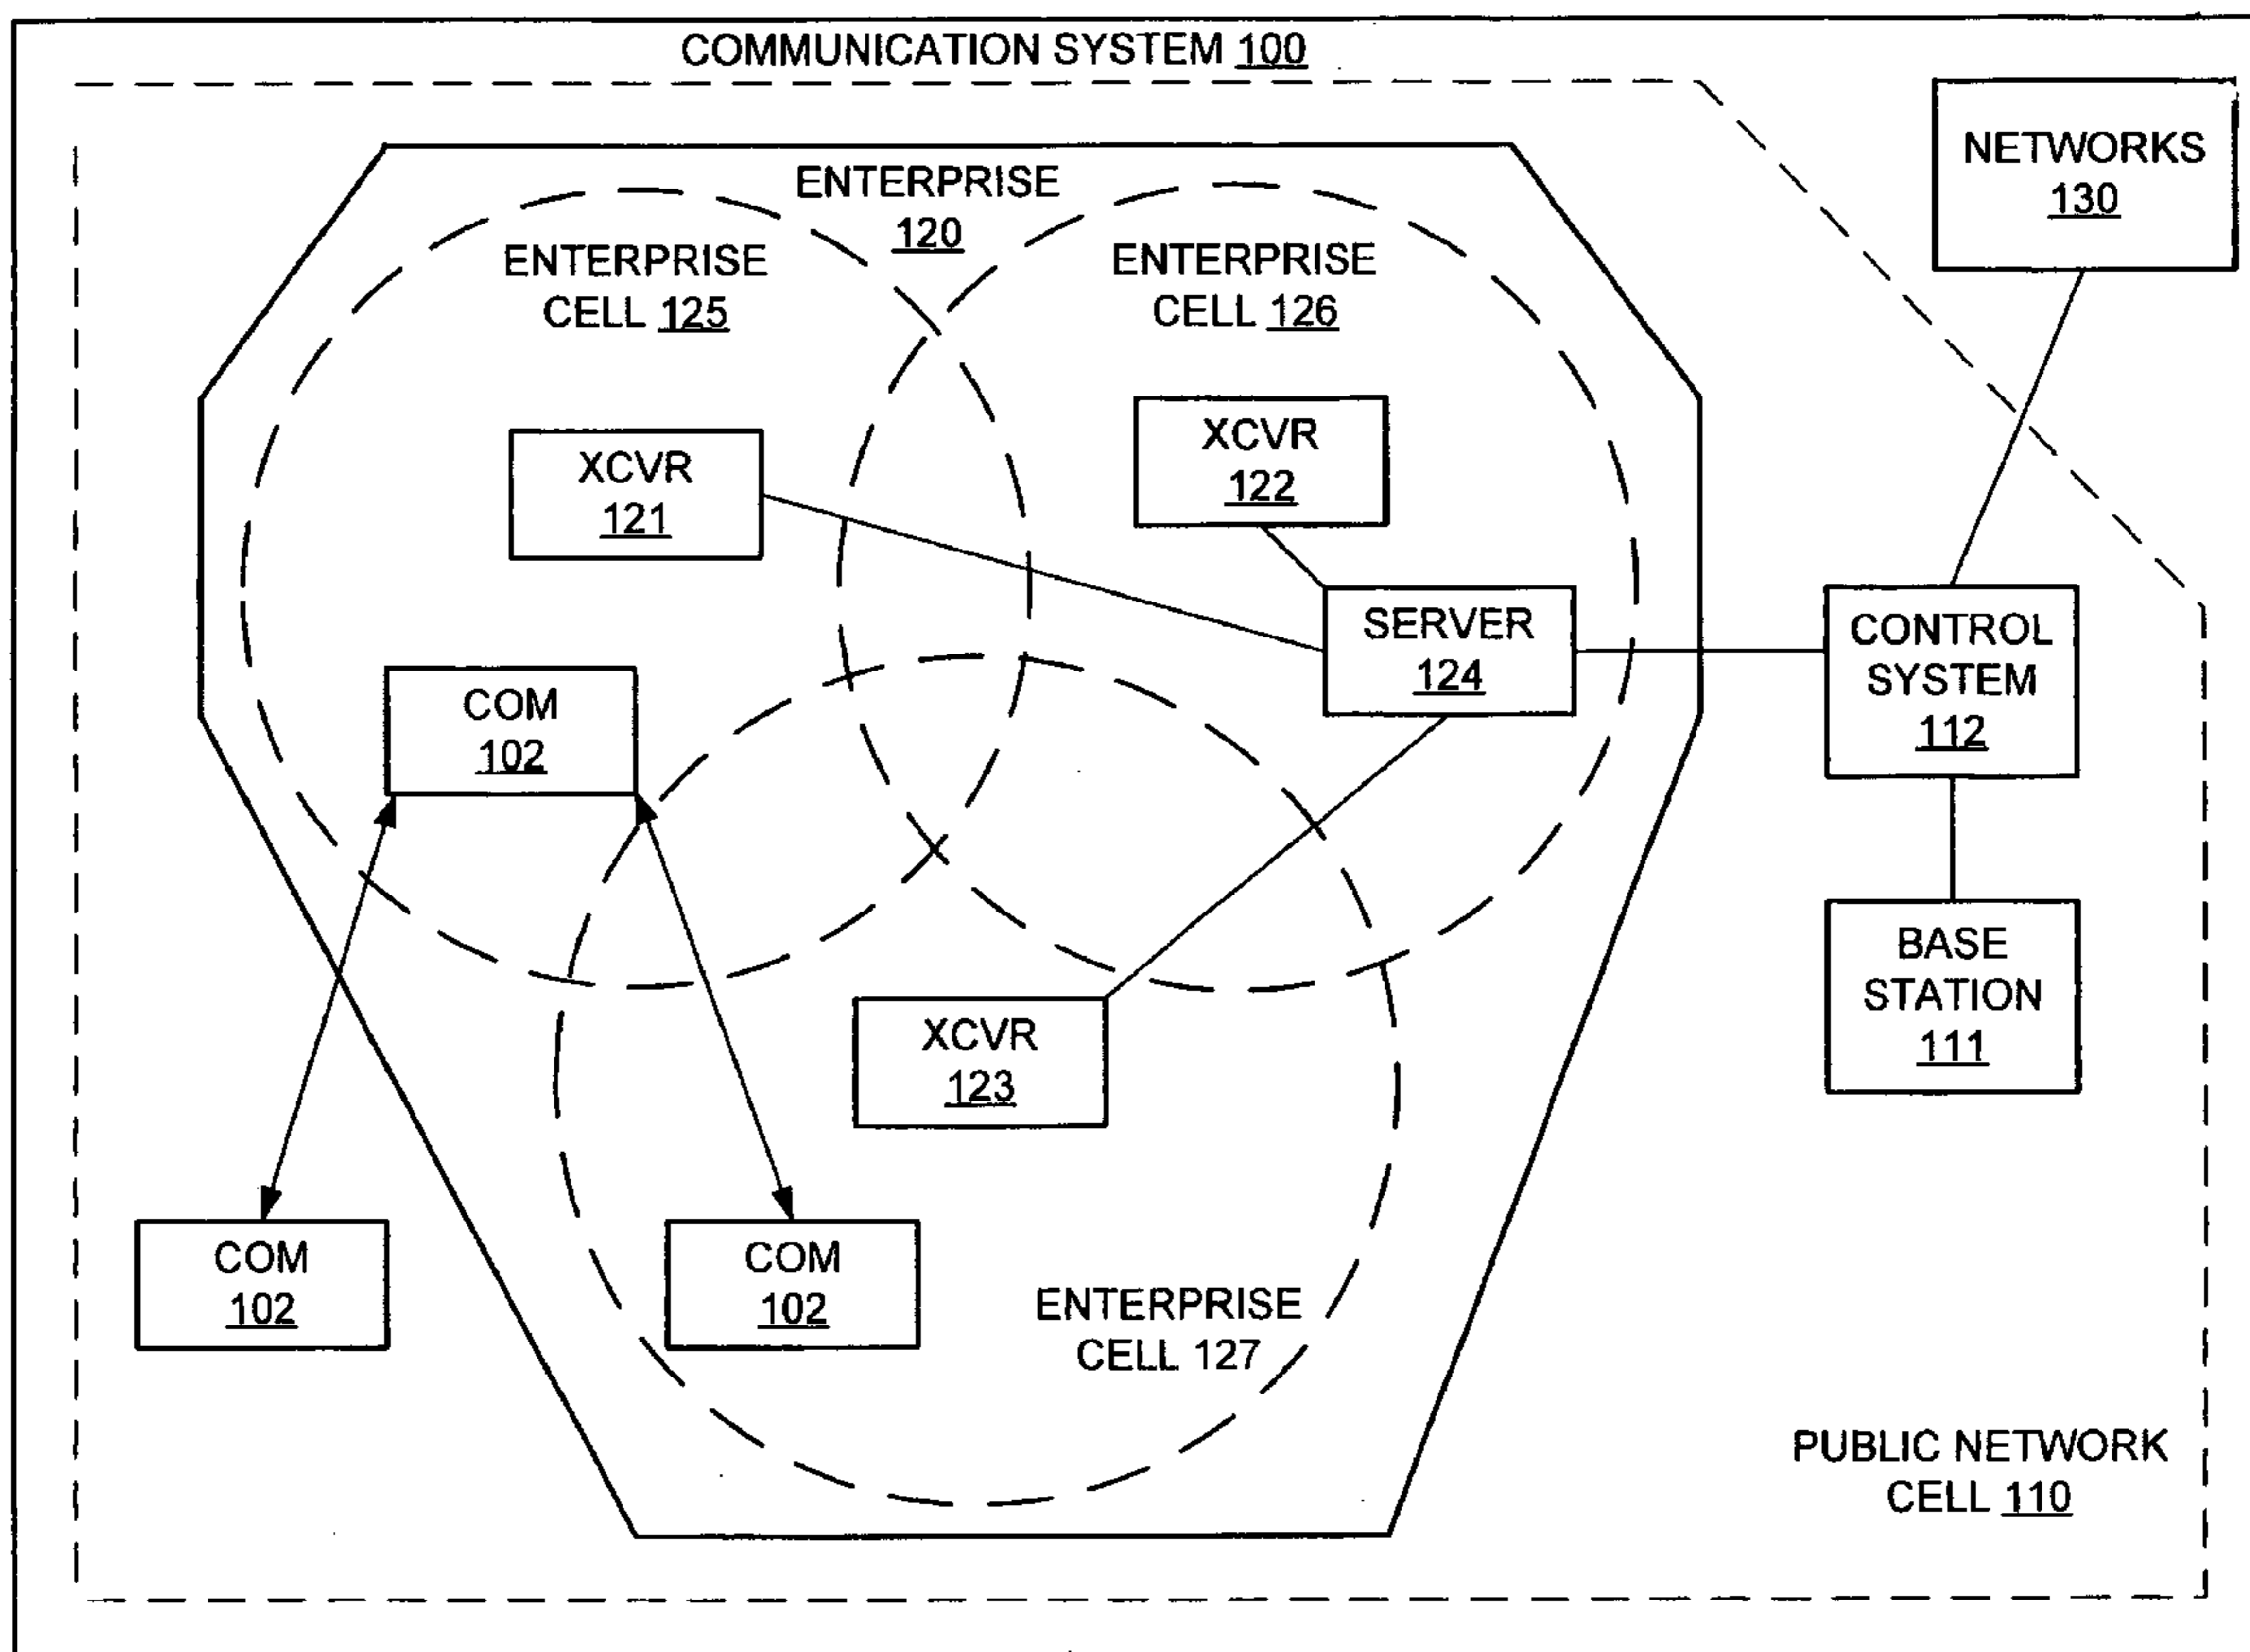 COMMUNICATION SYSTEM 100
NETWORKS
130
ENTERPRISE
120
ENTERPRISE
CELL 125
ENTERPRISE
CELL 126
XCVR
121
XCVR
122
SERVER
124
CONTROL
SYSTEM
112
COM
102
BASE
STATION
111
XCVR
123
COM
102
COM
102
ENTERPRISE
CELL 127
PUBLIC NETWORK
CELL 110